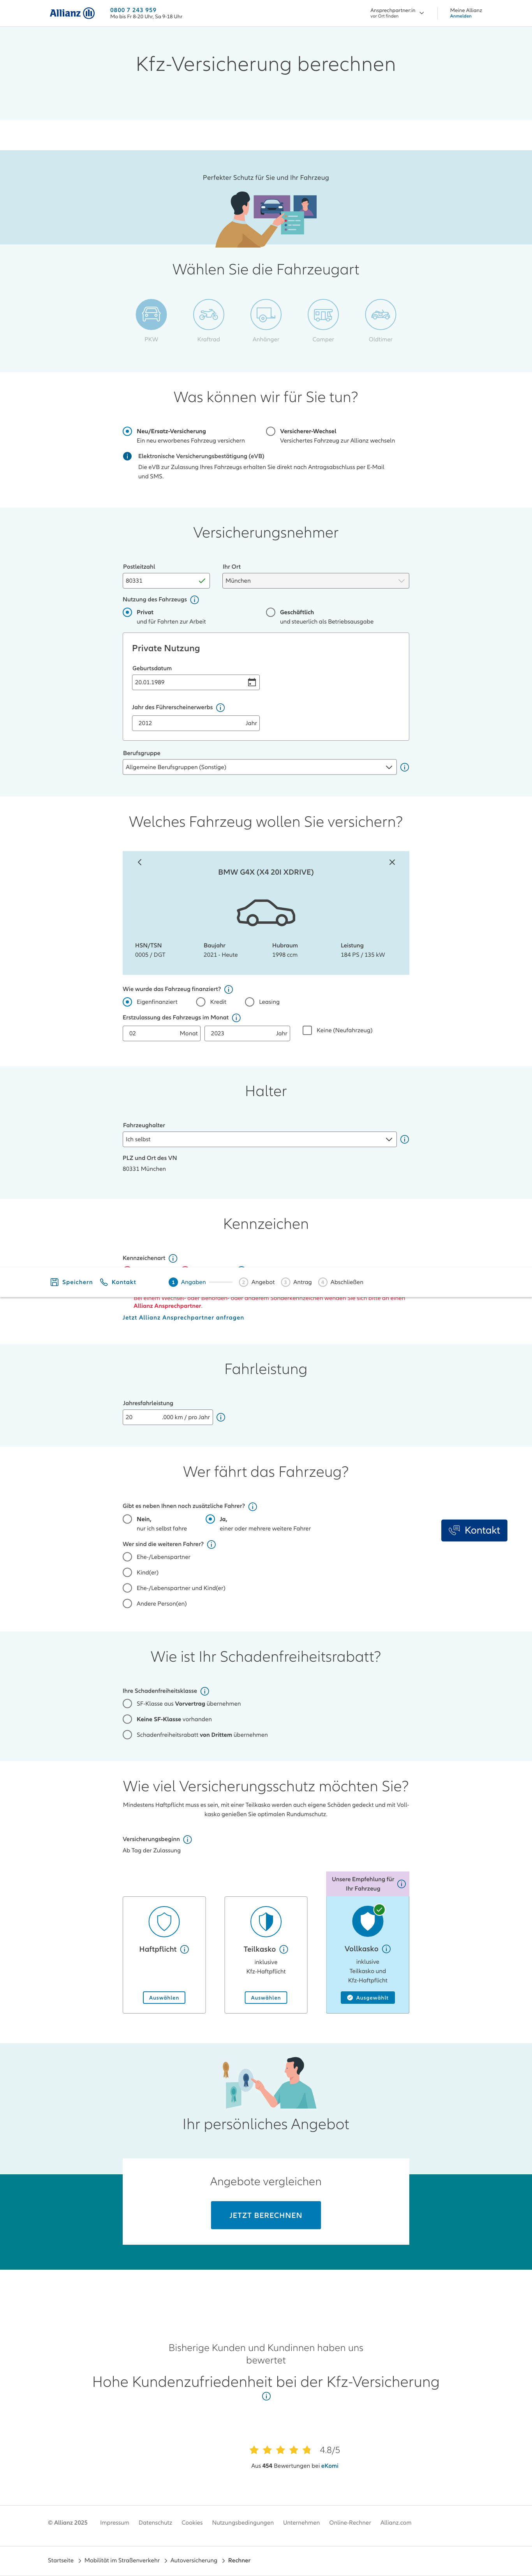 Allianz
0800 7 243 959
Mo bis Fr 8-20 Uhr, Sa 9-18 Uhr
Ansprechpartner:in
vor Ort finden
Meine Allianz
Anmelden
Kfz-Versicherung berechnen
Perfekter Schutz für Sie und Ihr Fahrzeug
Wählen Sie die Fahrzeugart
PKW
Kraftrad
Anhänger
Camper
Oldtimer
Was können wir für Sie tun?
Neu/Ersatz-Versicherung
Ein neu erworbenes Fahrzeug versichern
Versicherer-Wechsel
Versichertes Fahrzeug zur Allianz wechseln
Elektronische Versicherungsbestätigung (eVB)
Die eVB zur Zulassung Ihres Fahrzeugs erhalten Sie direkt nach Antragsabschluss per E-Mail
und SMS.
Versicherungsnehmer
Postleitzahl
80331
Ihr Ort
München
Nutzung des Fahrzeugs
Privat
und für Fahrten zur Arbeit
Geschäftlich
und steuerlich als Betriebsausgabe
Private Nutzung
Geburtsdatum
20.01.1989
Jahr des Führerscheinerwerbs
2012 Jahr
Berufsgruppe
Allgemeine Berufsgruppen (Sonstige)
Welches Fahrzeug wollen Sie versichern?
BMW G4X (X4 20I XDRIVE)
HSN/TSN
0005 / DGT
Baujahr
2021 - Heute
Hubraum
1998 ccm
Leistung
184 PS / 135 kW
Wie wurde das Fahrzeug finanziert?
Eigenfinanziert
Kredit
Leasing
Erstzulassung des Fahrzeugs im Monat
02 Monat
2023 Jahr
Keine (Neufahrzeug)
Halter
Fahrzeughalter
Ich selbst
PLZ und Ort des VN
80331 München
Kennzeichen
Kennzeichenort
Speichern
Kontakt
1 Angaben
2 Angebot
3 Antrag
4 Abschließen
Bei einem Wechsel- oder Behörden- oder anderem Sonderkennzeichen wenden Sie sich bitte an einen
Allianz Ansprechpartner.
Jetzt Allianz Ansprechpartner anfragen
Fahrleistung
Jahresfahrleistung
20 .000 km / pro Jahr
Wer fährt das Fahrzeug?
Gibt es neben Ihnen noch zusätzliche Fahrer?
Nein,
nur ich selbst fahre
Ja,
einer oder mehrere weitere Fahrer
Kontakt
Wer sind die weiteren Fahrer?
Ehe-/Lebenspartner
Kind(er)
Ehe-/Lebenspartner und Kind(er)
Andere Person(en)
Wie ist Ihr Schadenfreiheitsrabatt?
Ihre Schadenfreiheitsklasse
SF-Klasse aus Vorvertrag übernehmen
Keine SF-Klasse vorhanden
Schadenfreiheitsrabatt von Drittem übernehmen
Wie viel Versicherungsschutz möchten Sie?
Mindestens Haftpflicht muss es sein, mit einer Teilkasko werden auch eigene Schäden gedeckt und mit Voll-
kasko genießen Sie optimalen Rundumschutz.
Versicherungsbeginn
Ab Tag der Zulassung
Unsere Empfehlung für
Ihr Fahrzeug
Haftpflicht
Auswählen
Teilkasko
inklusive
Kfz-Haftpflicht
Auswählen
Vollkasko
inklusive
Teilkasko und
Kfz-Haftpflicht
Ausgewählt
Ihr persönliches Angebot
Angebote vergleichen
JETZT BERECHNEN
Bisherige Kunden und Kundinnen haben uns
bewertet
Hohe Kundenzufriedenheit bei der Kfz-Versicherung
4.8/5
Aus 454 Bewertungen bei eKomi
© Allianz 2025
Impressum
Datenschutz
Cookies
Nutzungsbedingungen
Unternehmen
Online-Rechner
Allianz.com
Startseite
Mobilität im Straßenverkehr
Autoversicherung
Rechner